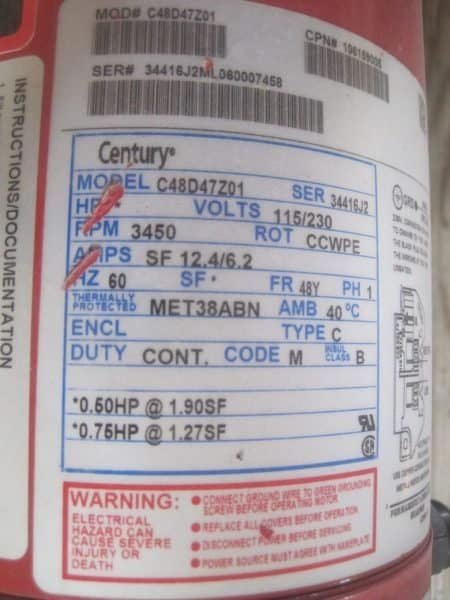 MOD# C48D47Z01
CPN# 106189006
SER# 34416J2ML060007458
INSTRUCTIONS/DOCUMENTATION
Century
MODEL C48D47Z01 SER 34416J2
HP * VOLTS 115/230
RPM 3450 ROT CCWPE
AMPS SF 12.4/6.2
HZ 60 SF * FR 48Y PH 1
THERMALLY PROTECTED MET38ABN AMB 40 °C
ENCL TYPE C
DUTY CONT. CODE M INSUL CLASS B
*0.50HP @ 1.90SF
*0.75HP @ 1.27SF
WARNING:
ELECTRICAL
HAZARD CAN
CAUSE SEVERE
INJURY OR
DEATH
• CONNECT GROUND WIRE TO GREEN GROUNDING
SCREW BEFORE OPERATING MOTOR
• REPLACE ALL COVERS BEFORE OPERATION
• DISCONNECT POWER BEFORE SERVICING
• POWER SOURCE MUST AGREE WITH NAMEPLATE